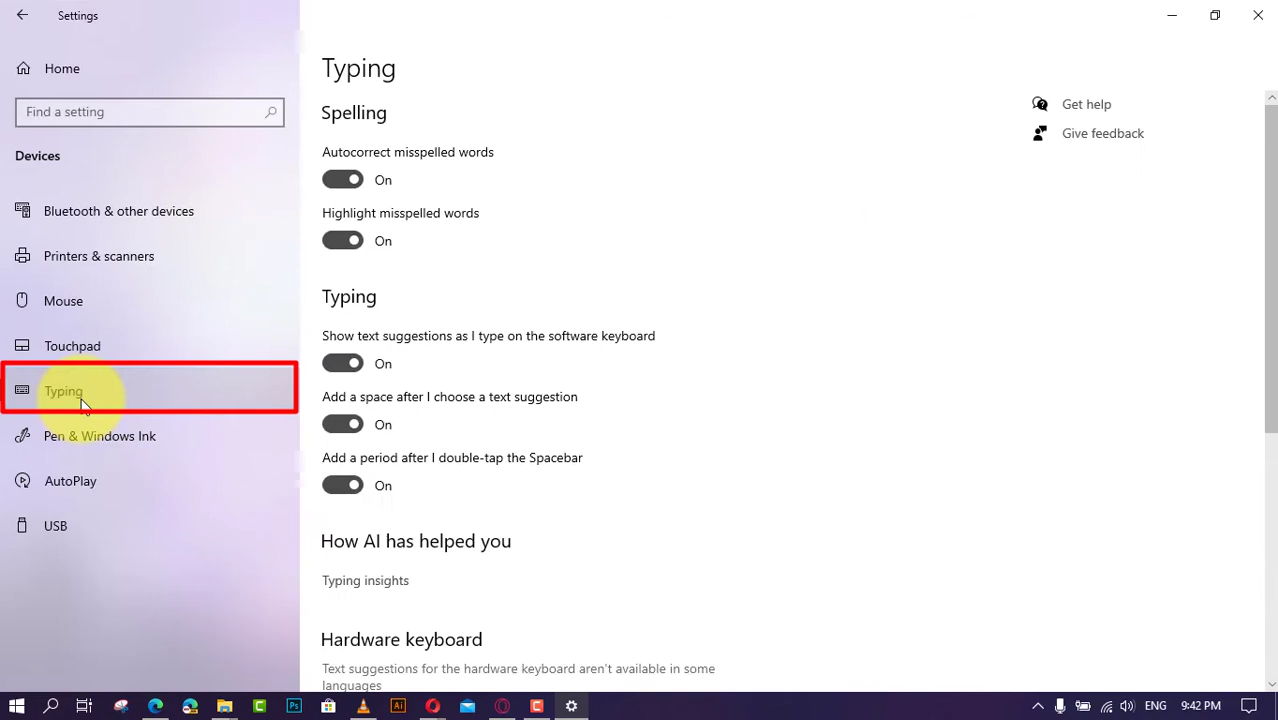 Settings
Home
Find a setting
Devices
Bluetooth & other devices
Printers & scanners
Mouse
Touchpad
Typing
Pen & Windows Ink
AutoPlay
USB
Typing
Spelling
Autocorrect misspelled words
On
Highlight misspelled words
On
Typing
Show text suggestions as I type on the software keyboard
On
Add a space after I choose a text suggestion
On
Add a period after I double-tap the Spacebar
On
How AI has helped you
Typing insights
Hardware keyboard
Text suggestions for the hardware keyboard aren't available in some
languages
Get help
Give feedback
Ps
Ai
ENG
9:42 PM